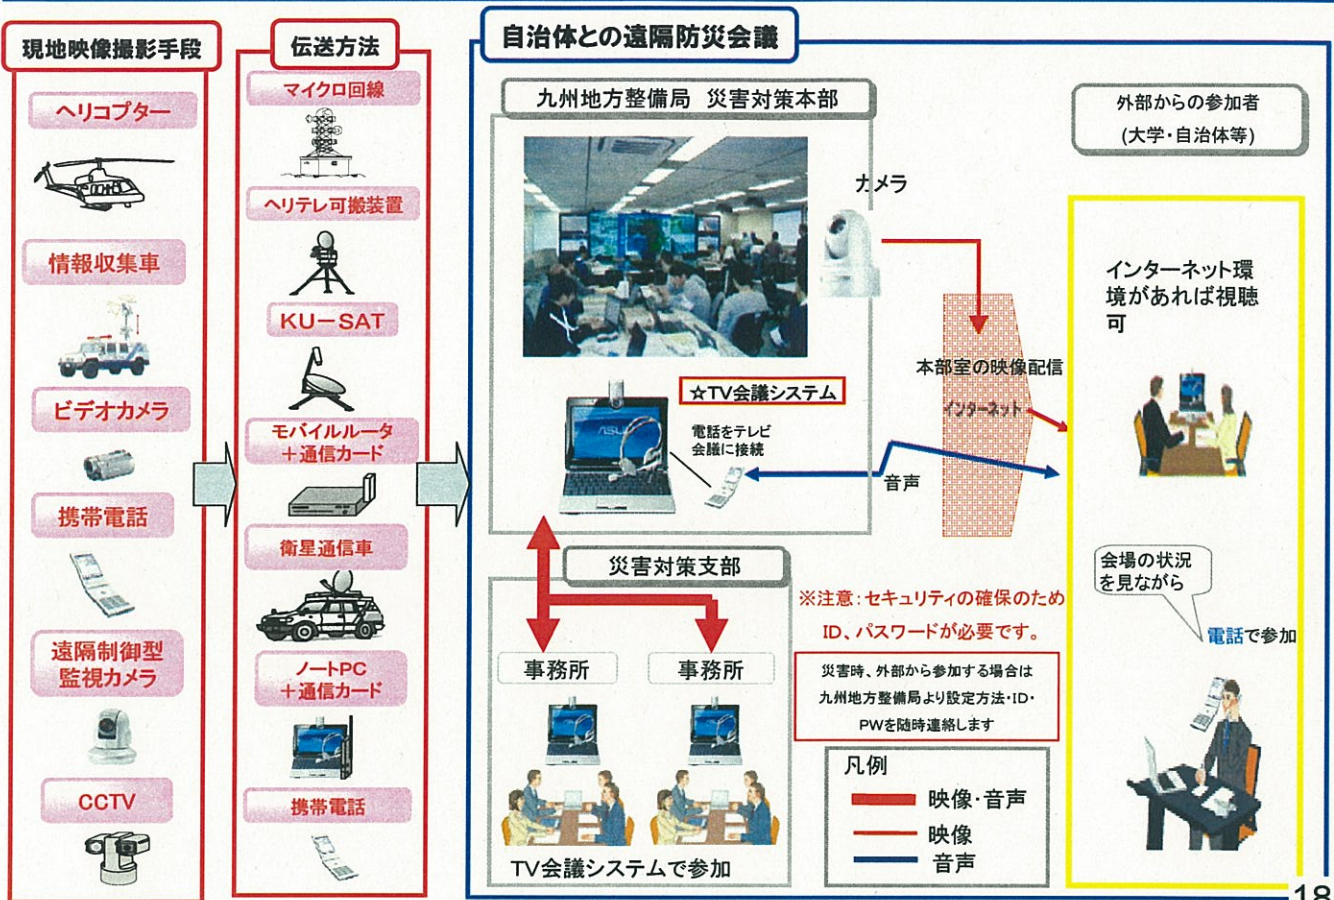 現地映像撮影手段
ヘリコプター
情報収集車
ビデオカメラ
携帯電話
遠隔制御型
監視カメラ
CCTV
伝送方法
マイクロ回線
ヘリテレ可搬装置
KU－SAT
モバイルルータ
＋通信カード
衛星通信車
ノートPC
＋通信カード
携帯電話
自治体との遠隔防災会議
九州地方整備局 災害対策本部
カメラ
☆TV会議システム
電話をテレビ
会議に接続
ASUS
音声
本部室の映像配信
インターネット
災害対策支部
事務所
事務所
TV会議システムで参加
※注意：セキュリティの確保のため
ID、パスワードが必要です。
災害時、外部から参加する場合は
九州地方整備局より設定方法・ID・
PWを随時連絡します
凡例
映像・音声
映像
音声
外部からの参加者
(大学・自治体等)
インターネット環
境があれば視聴
可
会場の状況
を見ながら
電話で参加
18